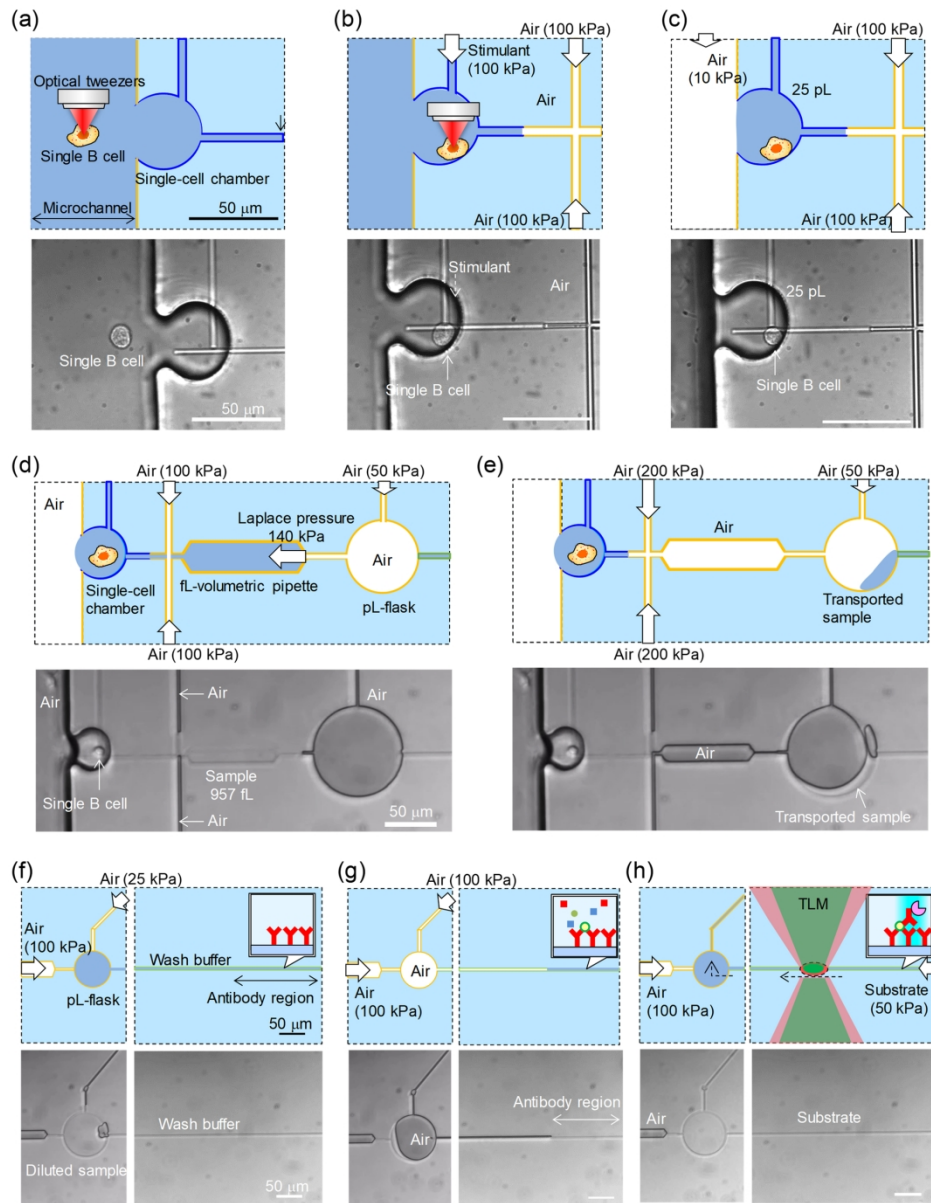 (a)
Optical tweezers
Single B cell
Single-cell chamber
Microchannel
50 μm
Single B cell
50 μm
(b)
Air (100 kPa)
Stimulant
(100 kPa)
Air
Air (100 kPa)
Stimulant
Air
Single B cell
(c)
Air (100 kPa)
Air
(10 kPa)
25 pL
Air (100 kPa)
25 pL
Single B cell
(d)
Air (100 kPa)
Air (50 kPa)
Air
Laplace pressure
140 kPa
Air
Single-cell
chamber
fL-volumetric pipette
pL-flask
Air (100 kPa)
Air
Air
Air
Sample
957 fL
Single B cell
Air
50 μm
(e)
Air (200 kPa)
Air (50 kPa)
Air
Transported
sample
Air (200 kPa)
Air
Transported sample
(f)
Air (25 kPa)
Air
(100 kPa)
Wash buffer
pL-flask
Antibody region
50 μm
Wash buffer
Diluted sample
50 μm
(g)
Air (100 kPa)
Air
Air
(100 kPa)
Antibody region
Air
(h)
TLM
Air
(100 kPa)
Substrate
(50 kPa)
Air
Substrate